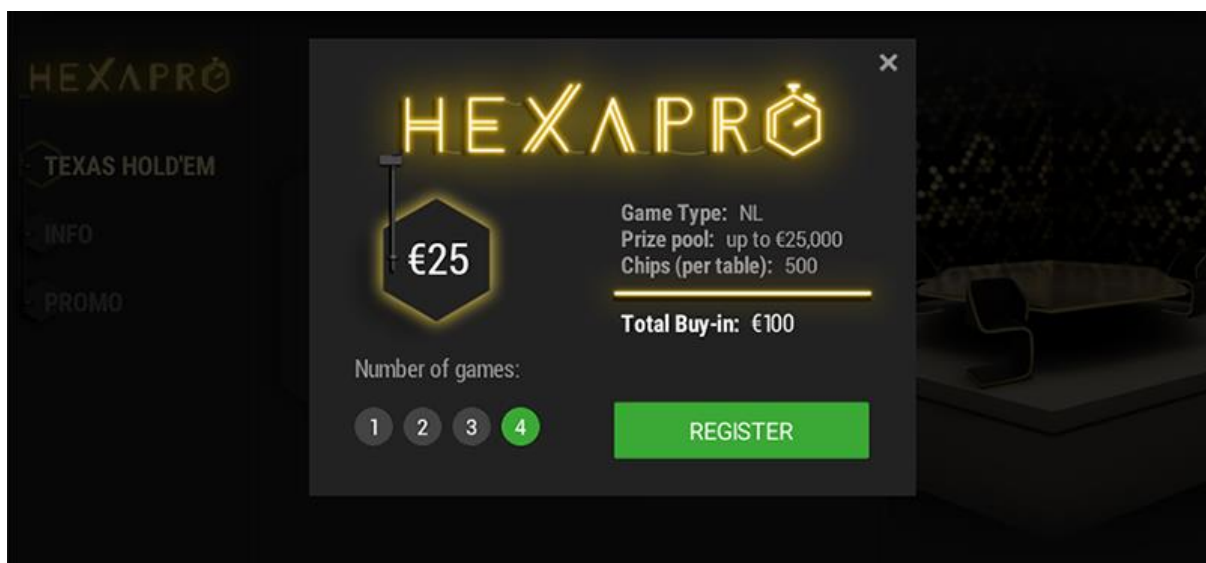 HEXAPRO
TEXAS HOLD'EM
INFO
PROMO
×
HEXAPRO
€25
Game Type: NL
Prize pool: up to €25,000
Chips (per table): 500
Total Buy-in: €100
Number of games:
1 2 3 4
REGISTER